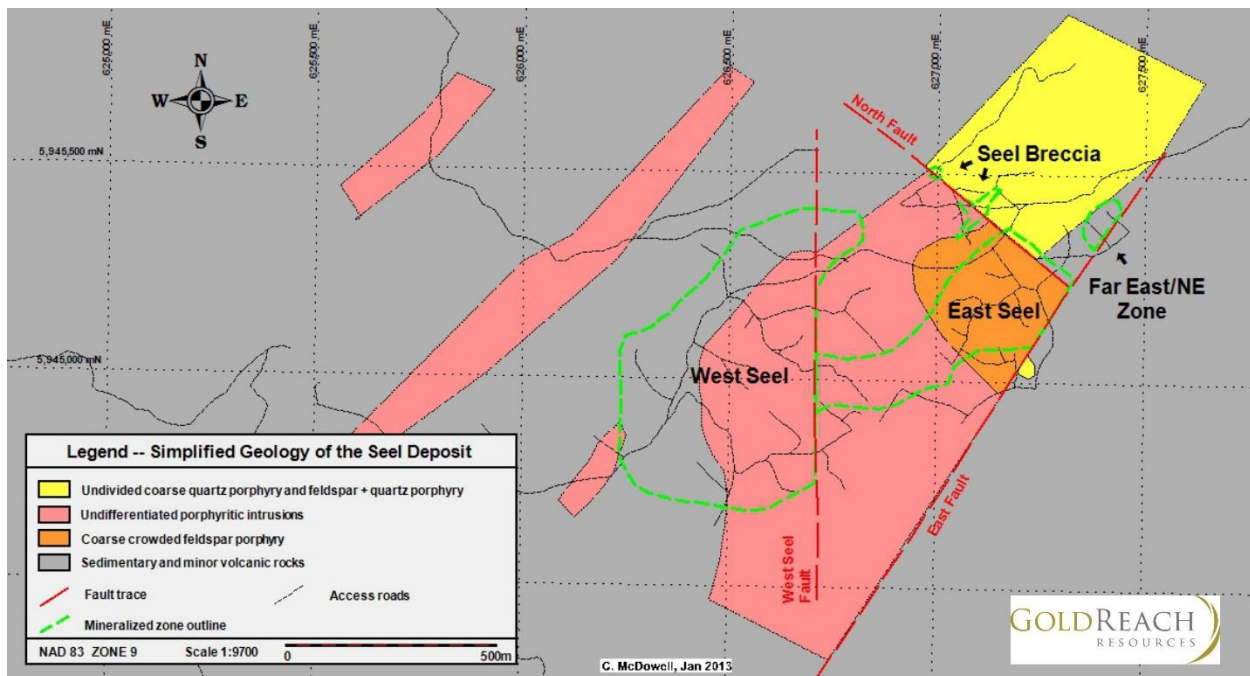 625,000 mE
625,500 mE
626,000 mE
626,500 mE
627,000 mE
627,500 mE
N
W E
S
5,945,500 mN
North Fault
Seel Breccia
Far East/NE
Zone
East Seel
5,945,000 mN
West Seel
West Seel
Fault
East Fault
Legend -- Simplified Geology of the Seel Deposit
Undivided coarse quartz porphyry and feldspar + quartz porphyry
Undifferentiated porphyritic intrusions
Coarse crowded feldspar porphyry
Sedimentary and minor volcanic rocks
Fault trace
Access roads
Mineralized zone outline
NAD 83 ZONE 9 Scale 1:9700 0 500m
C. McDowell, Jan 2013
GOLDREACH
RESOURCES